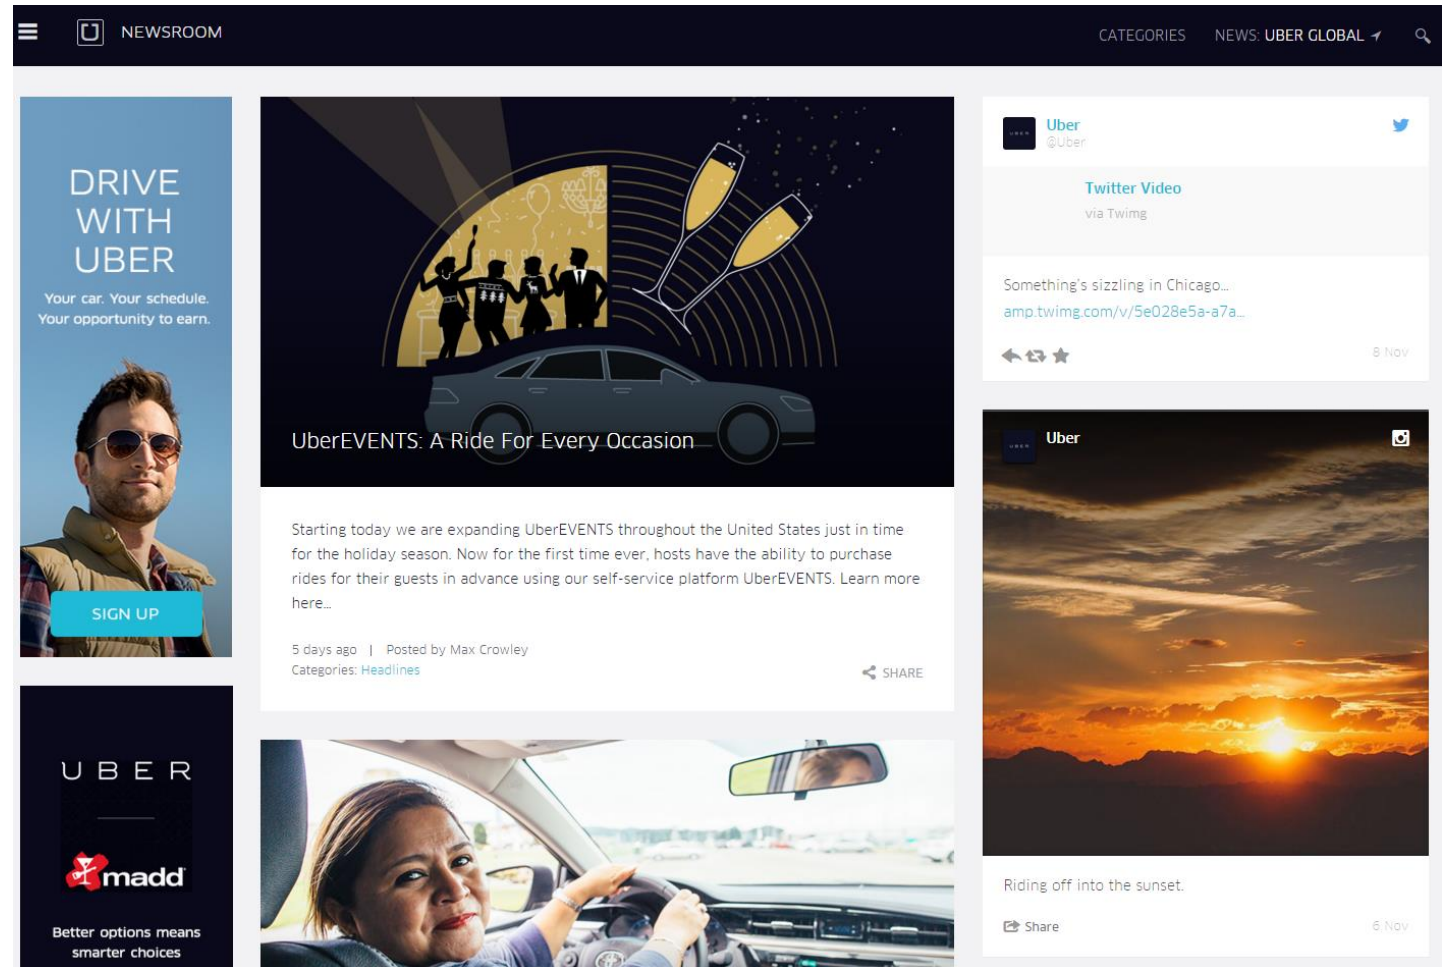 NEWSROOM
CATEGORIES
NEWS: UBER GLOBAL
DRIVE
WITH
UBER
Your car. Your schedule.
Your opportunity to earn.
SIGN UP
UBER
madd
Better options means
smarter choices
UberEVENTS: A Ride For Every Occasion
Starting today we are expanding UberEVENTS throughout the United States just in time
for the holiday season. Now for the first time ever, hosts have the ability to purchase
rides for their guests in advance using our self-service platform UberEVENTS. Learn more
here...
5 days ago | Posted by Max Crowley
Categories: Headlines
SHARE
UBER
Uber
@Uber
Twitter Video
via Twimg
Something's sizzling in Chicago...
amp.twimg.com/v/5e028e5a-a7a...
8 Nov
UBER
Uber
Riding off into the sunset.
Share
6 Nov